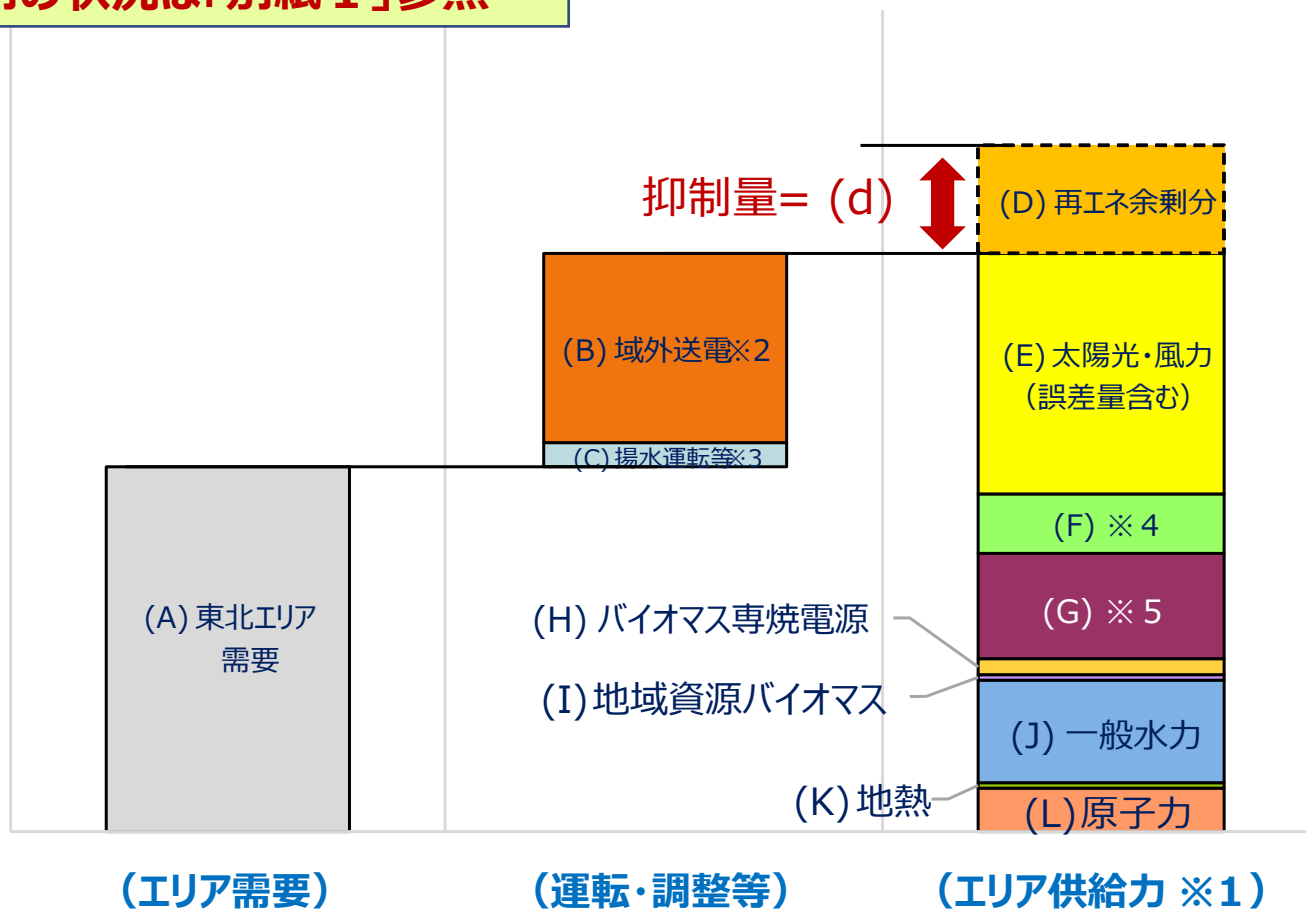 状況は「別紙１」参照
抑制量= (d)
(D) 再エネ余剰分
(B) 域外送電※2
(E) 太陽光・風力
（誤差量含む）
(C) 揚水運転等※3
(F) ※４
(A) 東北エリア
需要
(G) ※５
(H) バイオマス専焼電源
(I) 地域資源バイオマス
(J) 一般水力
(K) 地熱
(L)原子力
（エリア需要）
（運転・調整等）
（エリア供給力 ※１）